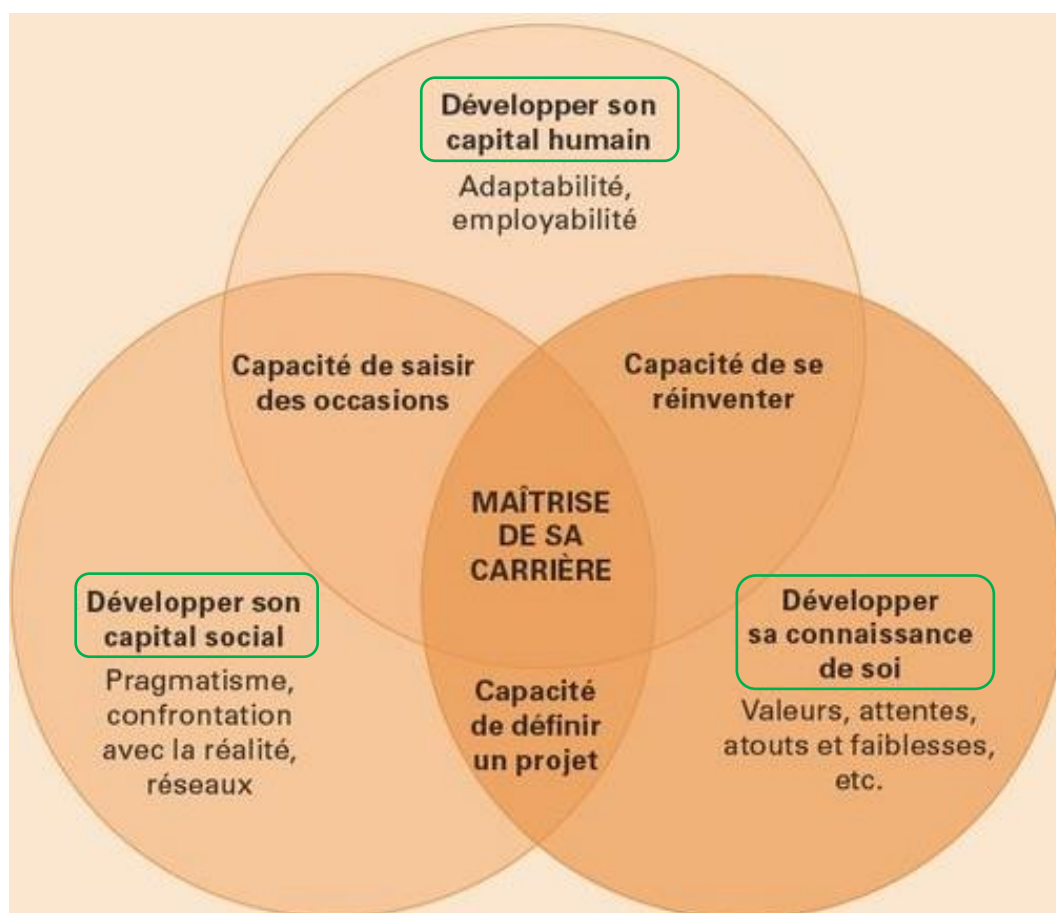 Développer son
capital humain
Adaptabilité,
employabilité
Capacité de saisir
des occasions
Capacité de se
réinventer
MAÎTRISE
DE SA
CARRIÈRE
Développer son
capital social
Pragmatisme,
confrontation
avec la réalité,
réseaux
Capacité
de définir
un projet
Développer
sa connaissance
de soi
Valeurs, attentes,
atouts et faiblesses,
etc.